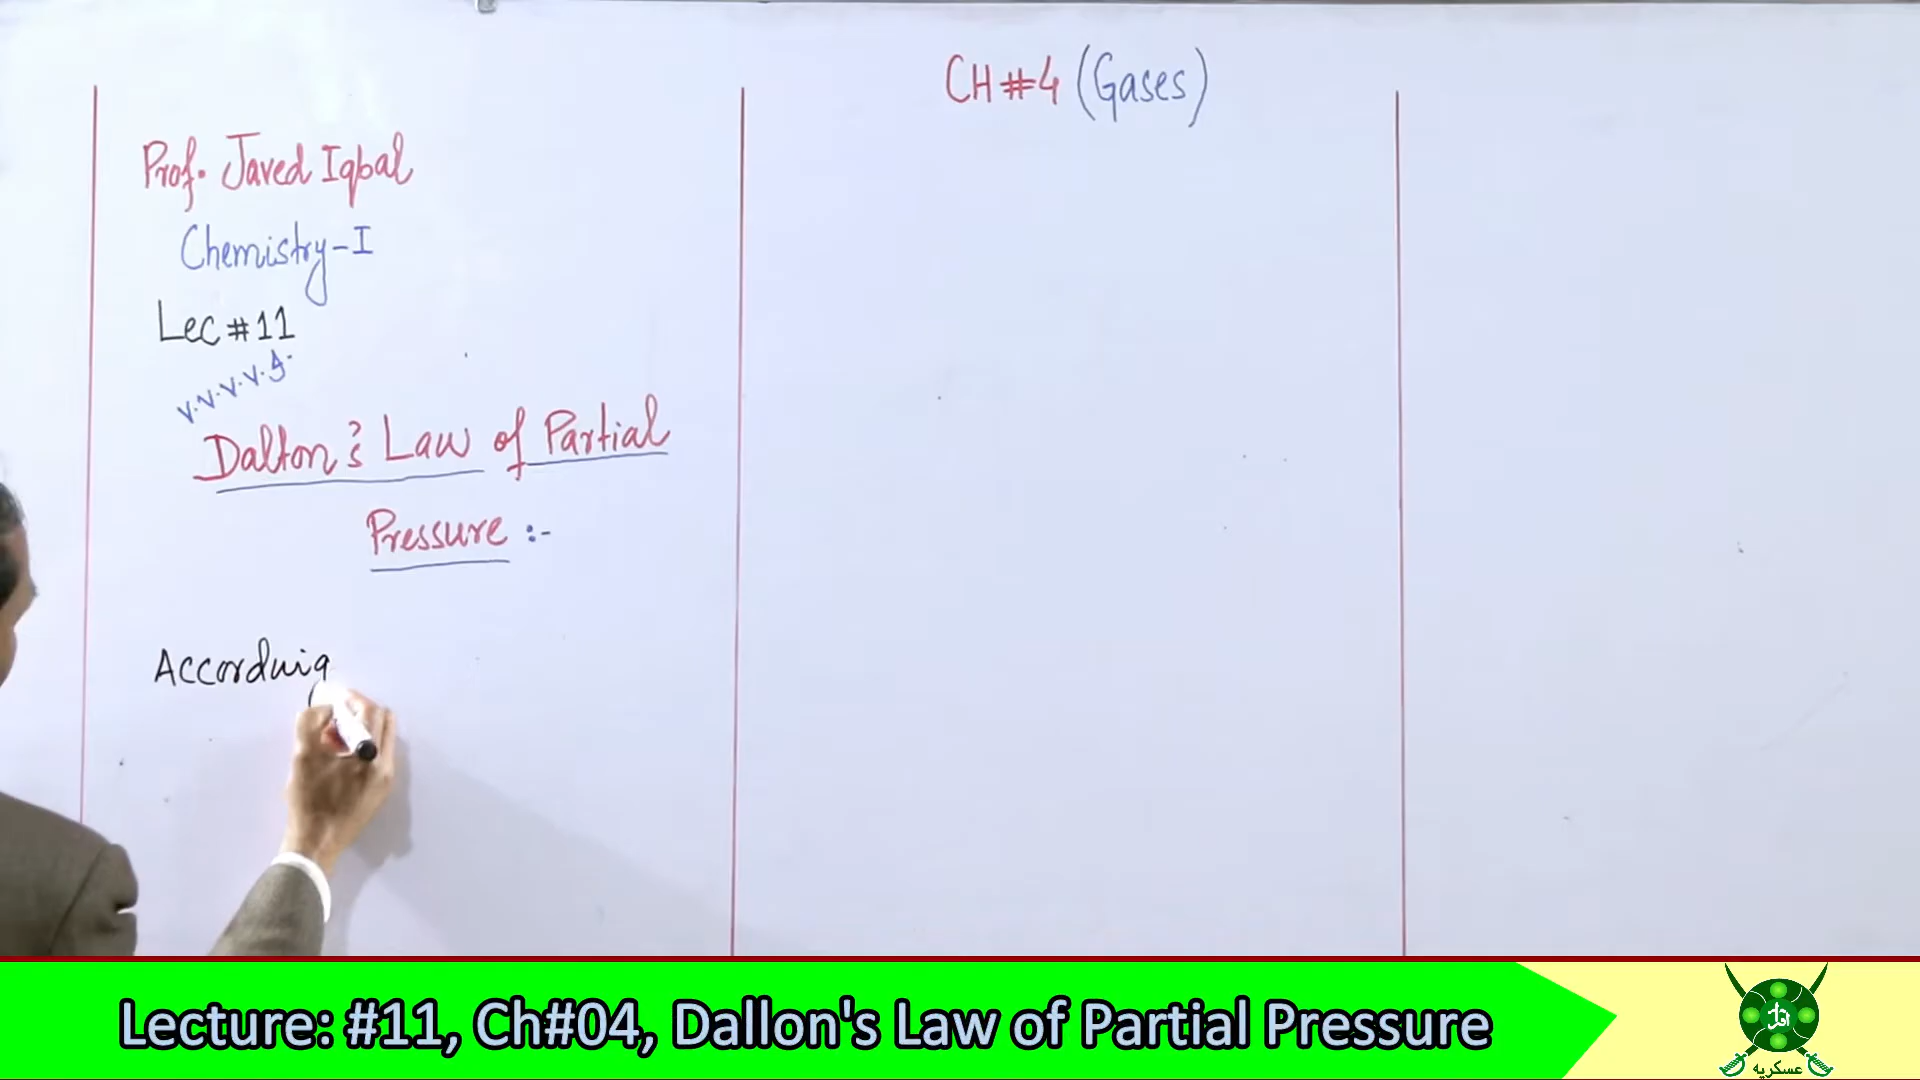 CH#4 (Gases)
Prof. Javed Iqbal
Chemistry-I
Lec#11
Dalton's Law of Partial
Pressure :-
According
Lecture: #11, Ch#04, Dallon's Law of Partial Pressure
عسکریہ